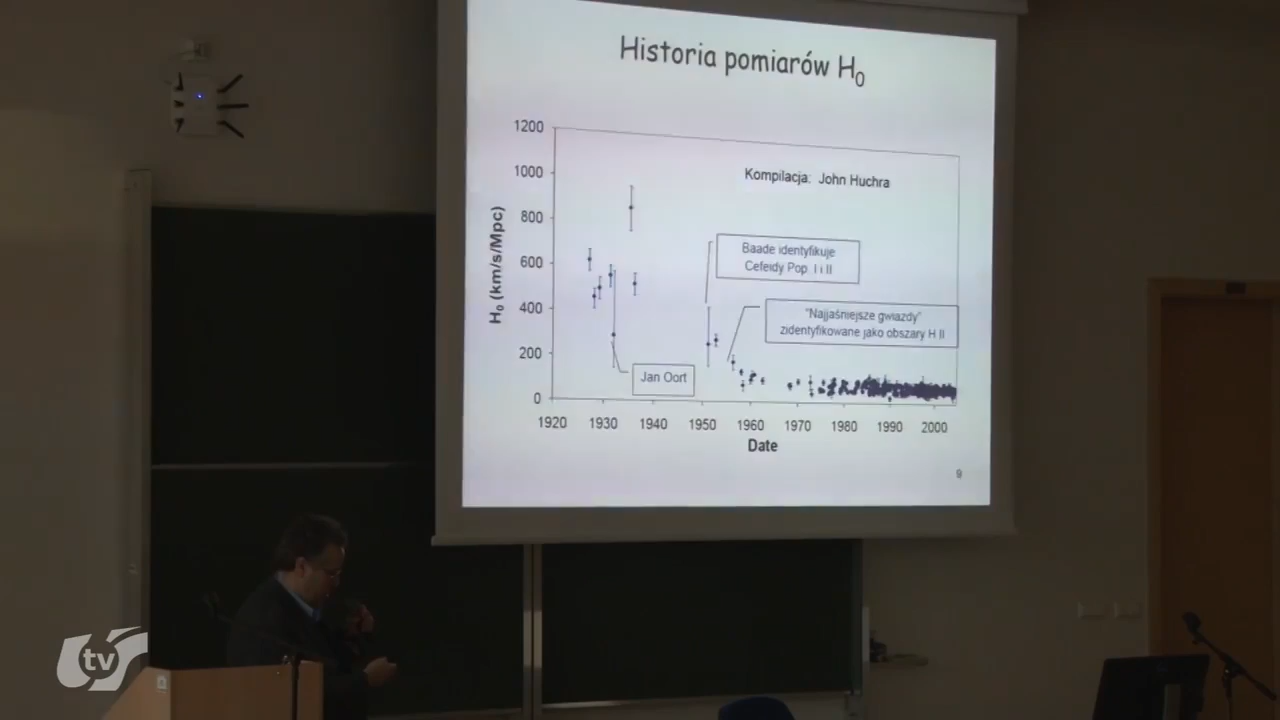 Historia pomiarów H0
1200
1000
800
600
400
200
0
H0 (km/s/Mpc)
Kompilacja: John Huchra
Baade identyfikuje
Cefeidy Pop. I i II
"Najjaśniejsze gwiazdy"
zidentyfikowane jako obszary H II
Jan Oort
1920 1930 1940 1950 1960 1970 1980 1990 2000
Date
9
tv